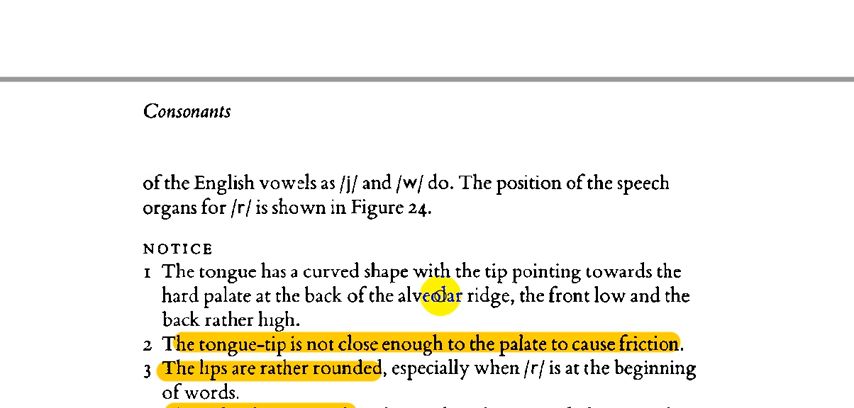 Consonants
of the English vowels as /j/ and /w/ do. The position of the speech
organs for /r/ is shown in Figure 24.
NOTICE
1 The tongue has a curved shape with the tip pointing towards the
hard palate at the back of the alveolar ridge, the front low and the
back rather high.
2 The tongue-tip is not close enough to the palate to cause friction.
3 The lips are rather rounded, especially when /r/ is at the beginning
of words.